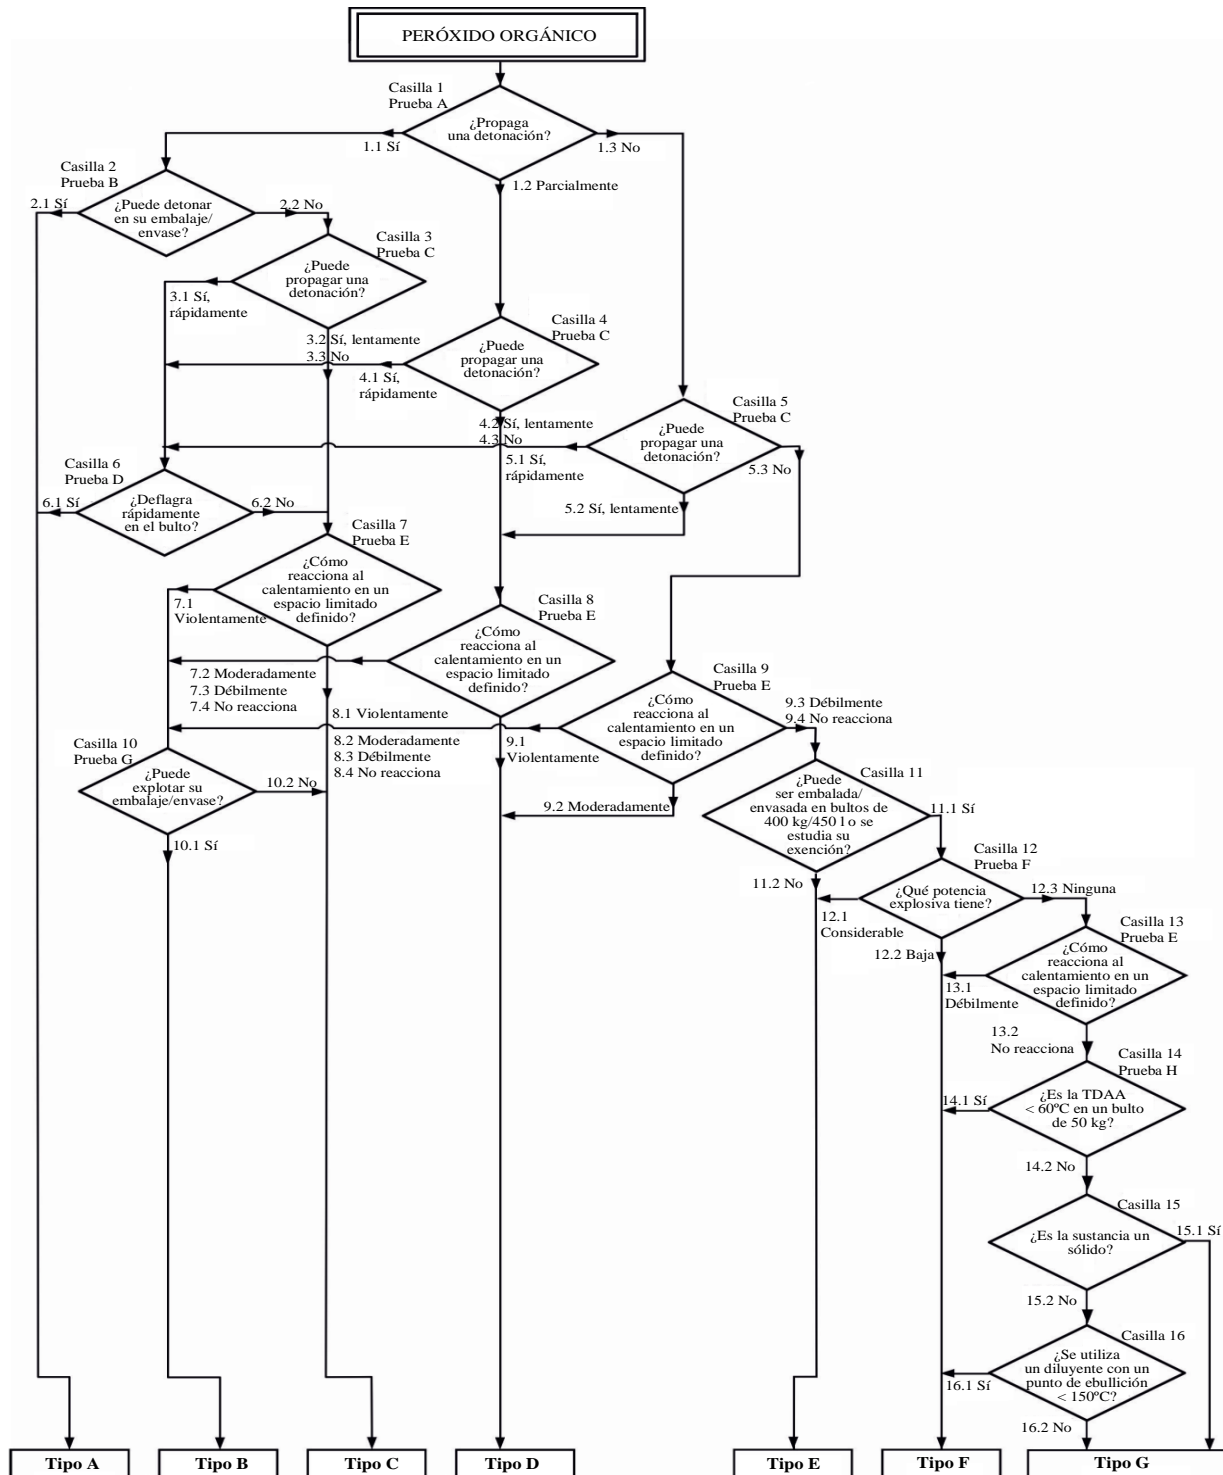 PERÓXIDO ORGÁNICO
Casilla 1
Prueba A
¿Propaga
una detonación?
1.1 Sí
1.3 No
1.2 Parcialmente
Casilla 2
Prueba B
2.1 Sí
¿Puede detonar
en su embalaje/
envase?
2.2 No
Casilla 3
Prueba C
¿Puede
propagar una
detonación?
3.1 Sí,
rápidamente
3.2 Sí, lentamente
3.3 No
Casilla 4
Prueba C
¿Puede
propagar una
detonación?
4.1 Sí,
rápidamente
4.2 Sí, lentamente
4.3 No
Casilla 5
Prueba C
¿Puede
propagar una
detonación?
5.1 Sí,
rápidamente
5.3 No
5.2 Sí, lentamente
Casilla 6
Prueba D
6.1 Sí
¿Deflagra
rápidamente
en el bulto?
6.2 No
Casilla 7
Prueba E
¿Cómo
reacciona al
calentamiento en un
espacio limitado
definido?
7.1
Violentamente
7.2 Moderadamente
7.3 Débilmente
7.4 No reacciona
Casilla 8
Prueba E
¿Cómo
reacciona al
calentamiento en un
espacio limitado
definido?
8.1 Violentamente
8.2 Moderadamente
8.3 Débilmente
8.4 No reacciona
Casilla 9
Prueba E
¿Cómo
reacciona al
calentamiento en un
espacio limitado
definido?
9.3 Débilmente
9.4 No reacciona
9.1
Violentamente
9.2 Moderadamente
Casilla 10
Prueba G
¿Puede
explotar su
embalaje/envase?
10.2 No
10.1 Sí
Casilla 11
¿Puede
ser embalada/
envasada en bultos de
400 kg/450 l o se
estudia su
exención?
11.1 Sí
11.2 No
Casilla 12
Prueba F
¿Qué potencia
explosiva tiene?
12.3 Ninguna
12.1
Considerable
12.2 Baja
Casilla 13
Prueba E
¿Cómo
reacciona al
calentamiento en un
espacio limitado
definido?
13.1
Débilmente
13.2
No reacciona
Casilla 14
Prueba H
¿Es la TDAA
< 60ºC en un bulto
de 50 kg?
14.1 Sí
14.2 No
Casilla 15
¿Es la sustancia un
sólido?
15.1 Sí
15.2 No
Casilla 16
¿Se utiliza
un diluyente con un
punto de ebullición
< 150ºC?
16.1 Sí
16.2 No
Tipo A
Tipo B
Tipo C
Tipo D
Tipo E
Tipo F
Tipo G